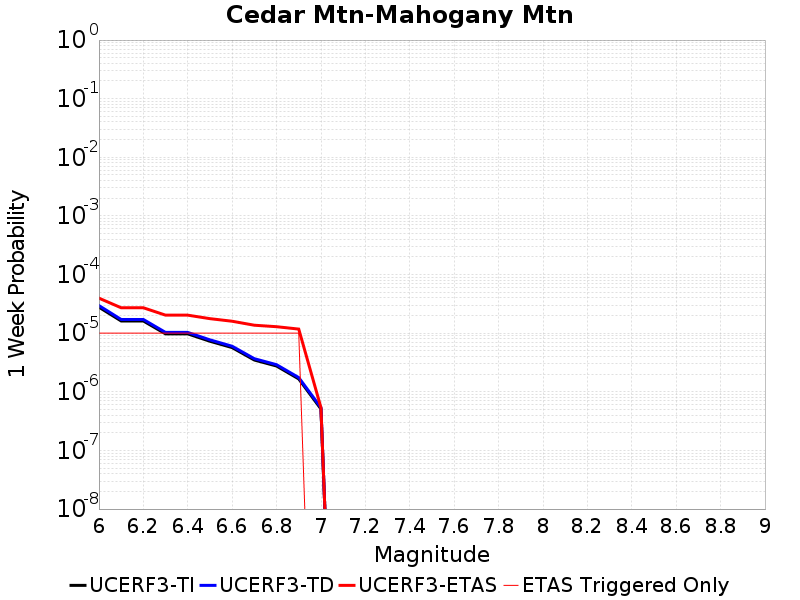 Cedar Mtn-Mahogany Mtn
1 Week Probability
10^0
10^-1
10^-2
10^-3
10^-4
10^-5
10^-6
10^-7
10^-8
6 6.2 6.4 6.6 6.8 7 7.2 7.4 7.6 7.8 8 8.2 8.4 8.6 8.8 9
Magnitude
UCERF3-TI UCERF3-TD UCERF3-ETAS ETAS Triggered Only